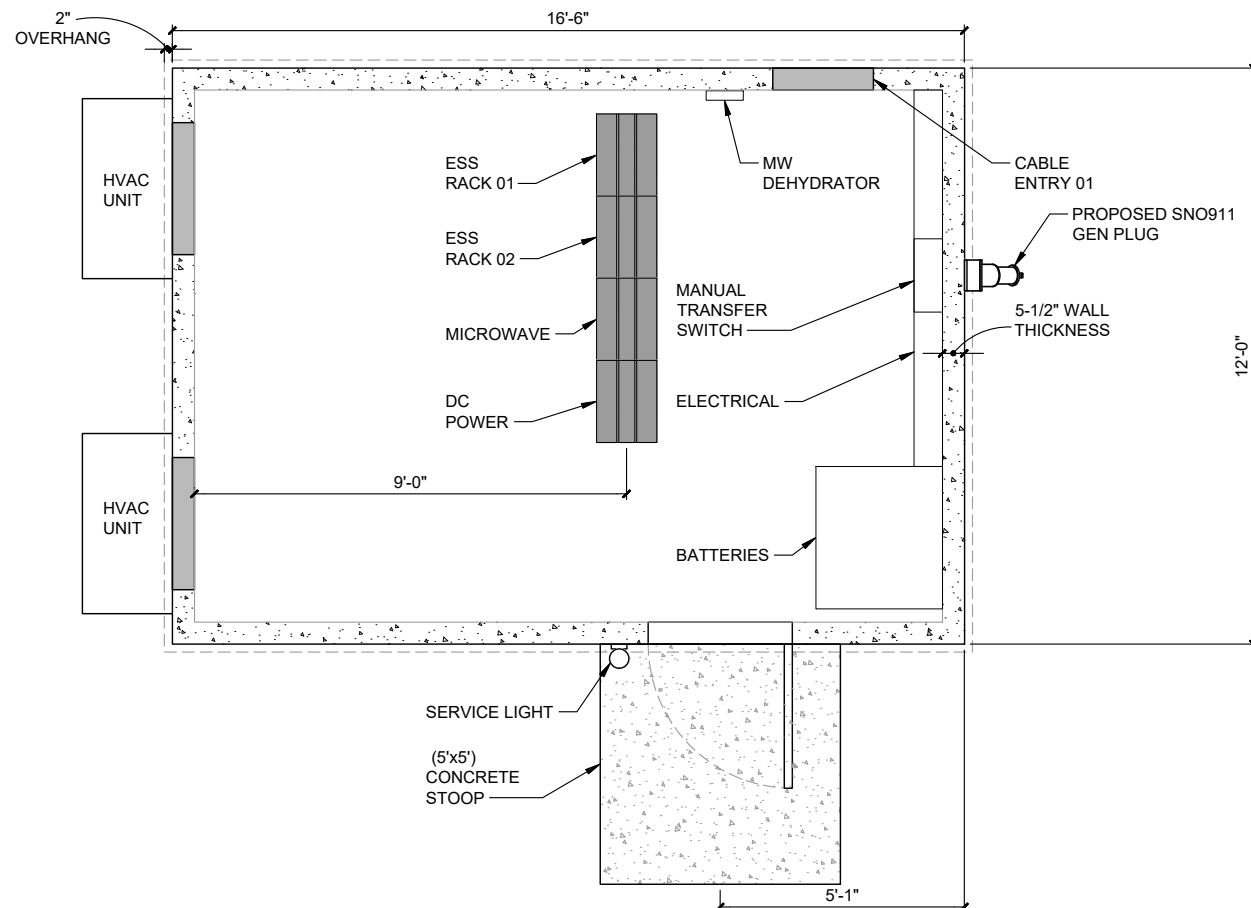 2"
OVERHANG
16'-6"
HVAC
UNIT
ESS
RACK 01
MW
DEHYDRATOR
CABLE
ENTRY 01
PROPOSED SNO911
GEN PLUG
ESS
RACK 02
MANUAL
TRANSFER
SWITCH
5-1/2" WALL
THICKNESS
MICROWAVE
12'-0"
DC
POWER
ELECTRICAL
9'-0"
HVAC
UNIT
BATTERIES
SERVICE LIGHT
(5'x5')
CONCRETE
STOOP
5'-1"